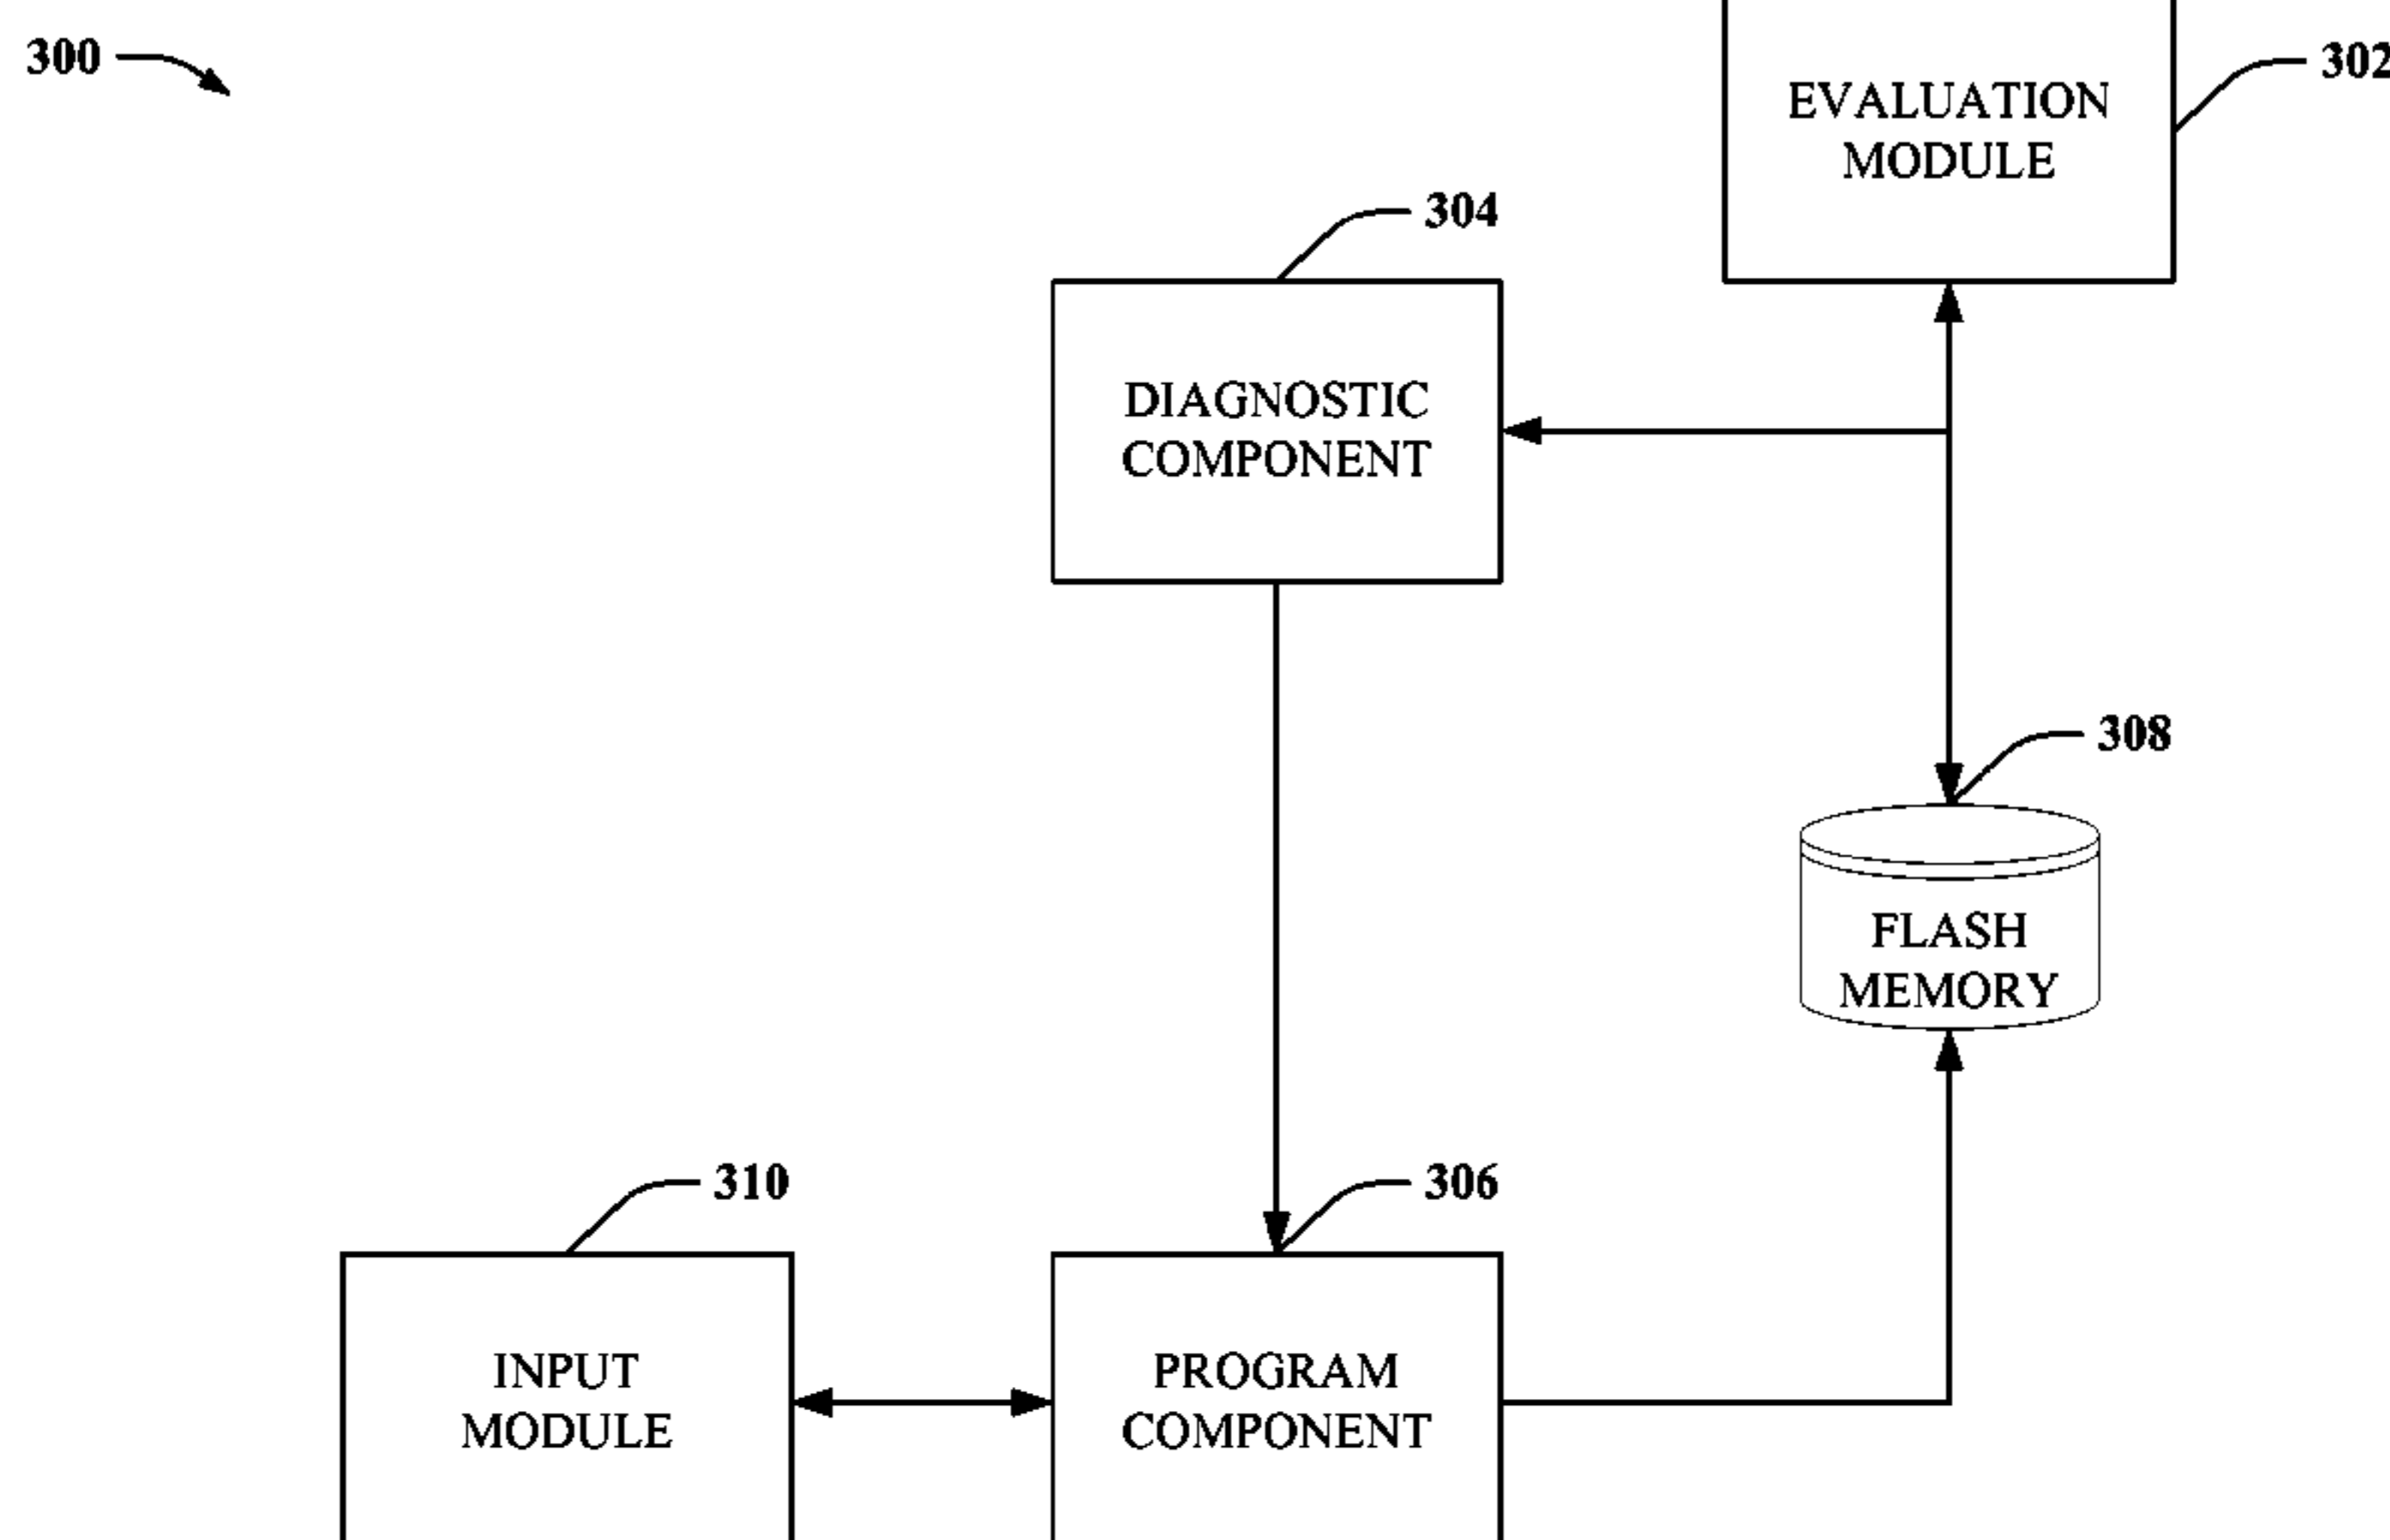 300
302
EVALUATION
MODULE
304
DIAGNOSTIC
COMPONENT
308
FLASH
MEMORY
310
306
INPUT
MODULE
PROGRAM
COMPONENT